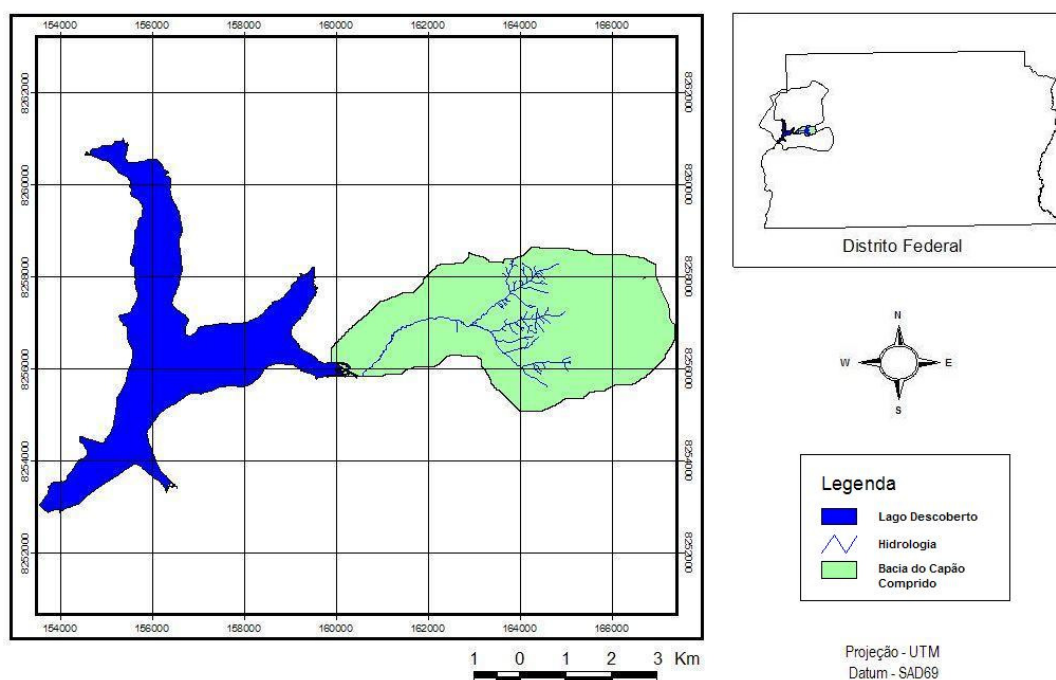 154000 156000 158000 160000 162000 164000 166000
8262000 8262000
8260000 8260000
8258000 8258000
8256000 8256000
8254000 8254000
8252000 8252000
154000 156000 158000 160000 162000 164000 166000
1 0 1 2 3 Km
Distrito Federal
N
W E
S
Legenda
Lago Descoberto
Hidrologia
Bacia do Capão
Comprido
Projeção - UTM
Datum - SAD69